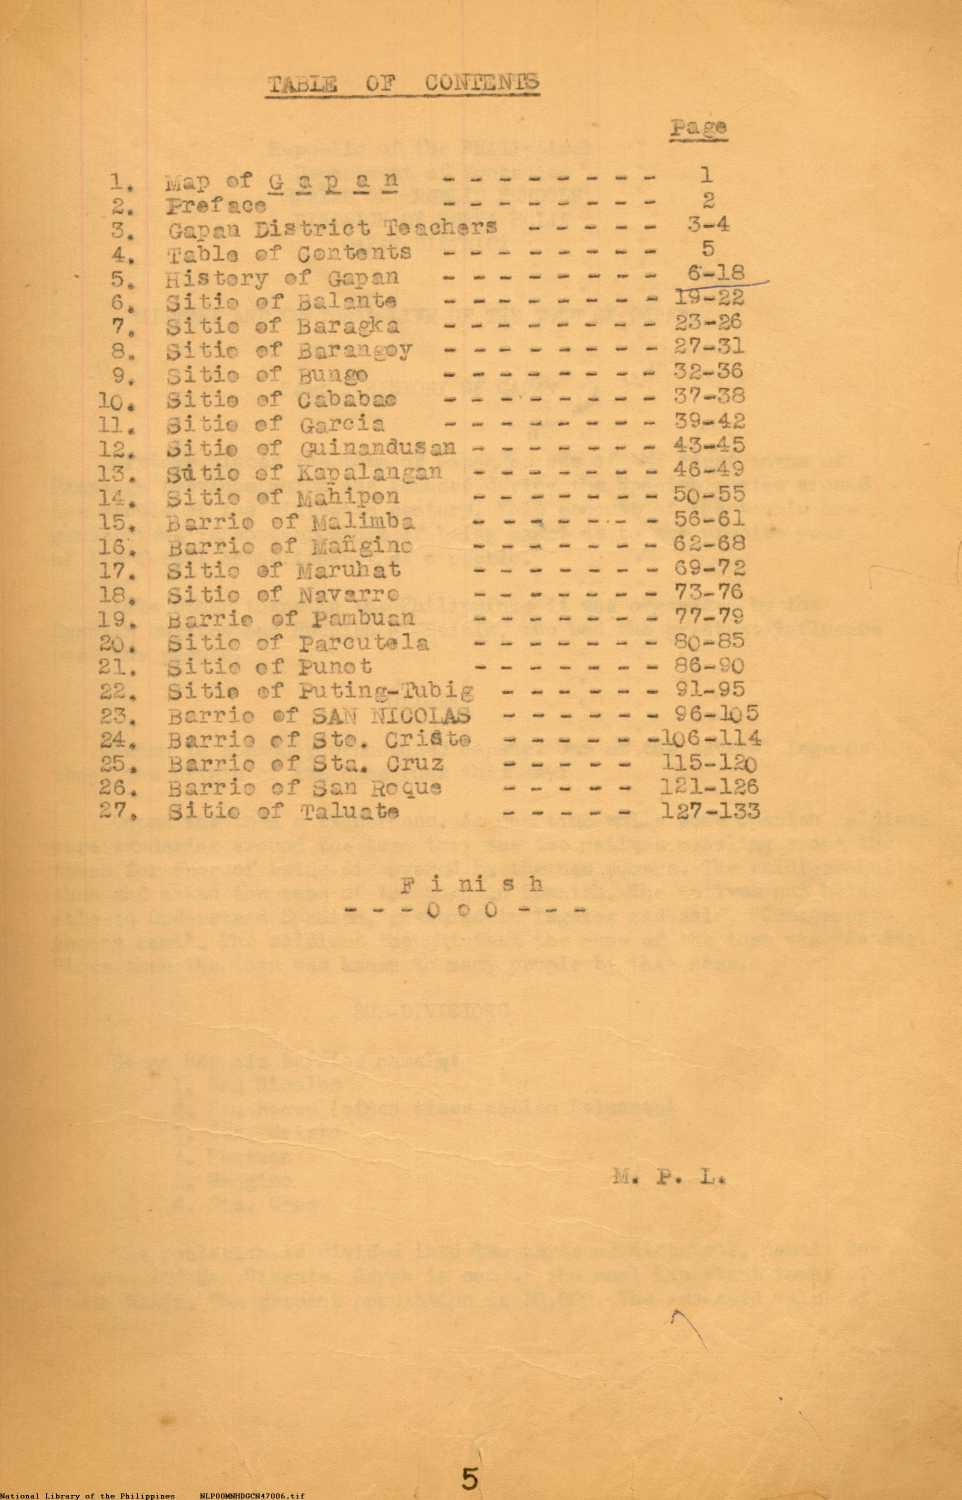 TABLE OF CONTENTS
Page
1. Map of G a p a n - - - - - - - - 1
2. Preface - - - - - - - - 2
3. Gapan District Teachers - - - - - 3-4
4. Table of Contents - - - - - - - - 5
5. History of Gapan - - - - - - - - 6-18
6. Sitio of Balante - - - - - - - - 19-22
7. Sitio of Baragka - - - - - - - - 23-26
8. Sitio of Barangoy - - - - - - - - 27-31
9. Sitio of Bungo - - - - - - - - 32-36
10. Sitio of Cababao - - - - - - - - 37-38
11. Sitio of Garcia - - - - - - - - 39-42
12. Sitio of Guinandusan - - - - - - - 43-45
13. Sitio of Kapalangan - - - - - - - 46-49
14. Sitio of Mahipon - - - - - - - 50-55
15. Barrio of Malimba - - - - - - - 56-61
16. Barrio of Mañgino - - - - - - - 62-68
17. Sitio of Maruhat - - - - - - - 69-72
18. Sitio of Navarro - - - - - - - 73-76
19. Barrio of Pambuan - - - - - - - 77-79
20. Sitio of Parcutela - - - - - - - 80-85
21. Sitio of Punot - - - - - - - 86-90
22. Sitio of Puting-Tubig - - - - - - 91-95
23. Barrio of SAN NICOLAS - - - - - - 96-105
24. Barrio of Sto. Cristo - - - - - -106-114
25. Barrio of Sta. Cruz - - - - - 115-120
26. Barrio of San Roque - - - - - 121-126
27. Sitio of Taluate - - - - - 127-133
F i ni s h
- - - O o O - - -
M. P. L.
5
National Library of the Philippines NLP00MNHDGCN47006.tif